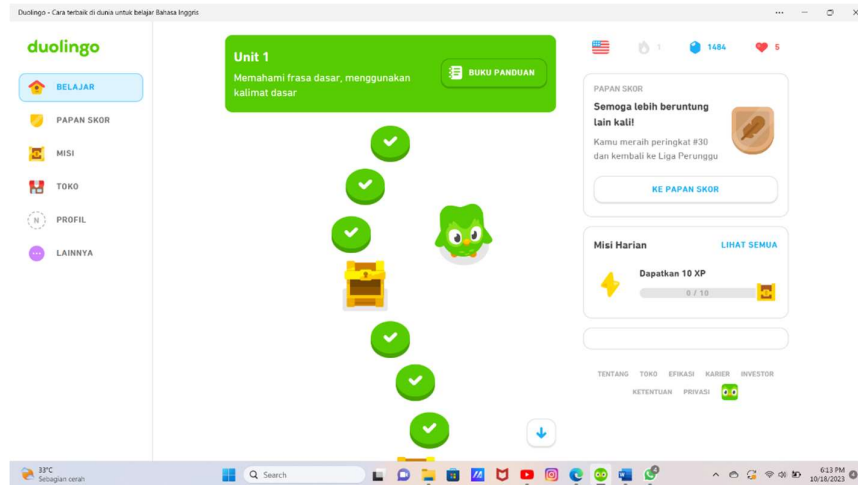 Duolingo - Cara terbaik di dunia untuk belajar Bahasa Inggris
duolingo
BELAJAR
PAPAN SKOR
MISI
TOKO
N PROFIL
LAINNYA
Unit 1
Memahami frasa dasar, menggunakan
kalimat dasar
BUKU PANDUAN
1 1484 5
PAPAN SKOR
Semoga lebih beruntung
lain kali!
Kamu meraih peringkat #30
dan kembali ke Liga Perunggu
KE PAPAN SKOR
Misi Harian LIHAT SEMUA
Dapatkan 10 XP
0 / 10
TENTANG TOKO EFIKASI KARIER INVESTOR
KETENTUAN PRIVASI
33°C
Sebagian cerah
Search
6:13 PM
10/18/2023